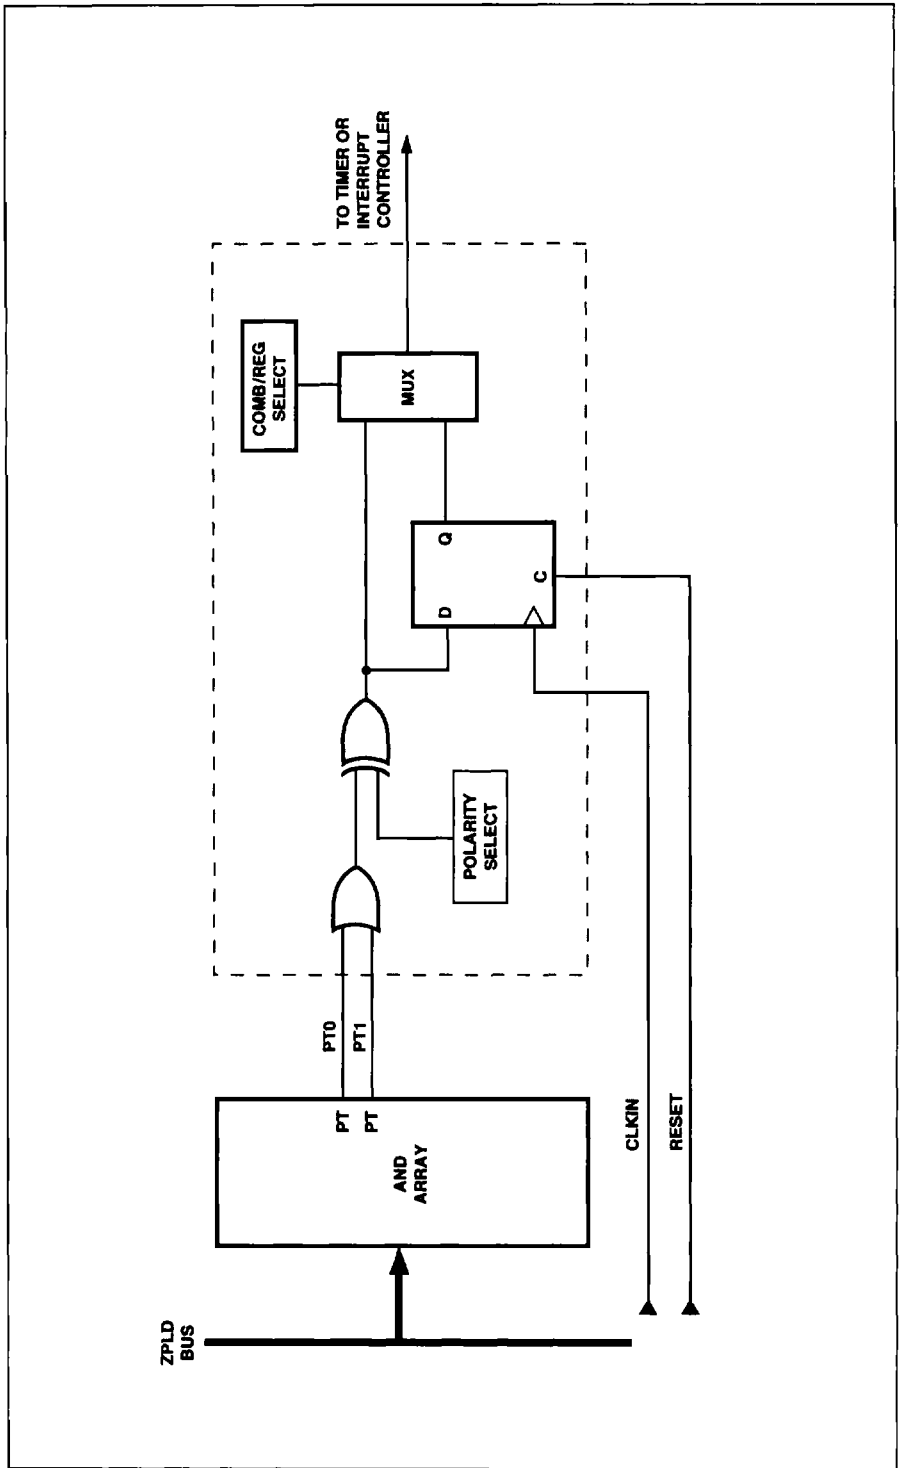 ZPLD
BUS
AND
ARRAY
PT
PT
PT0
PT1
CLKIN
RESET
POLARITY
SELECT
D
Q
C
COMB/REG
SELECT
MUX
TO TIMER OR
INTERRUPT
CONTROLLER